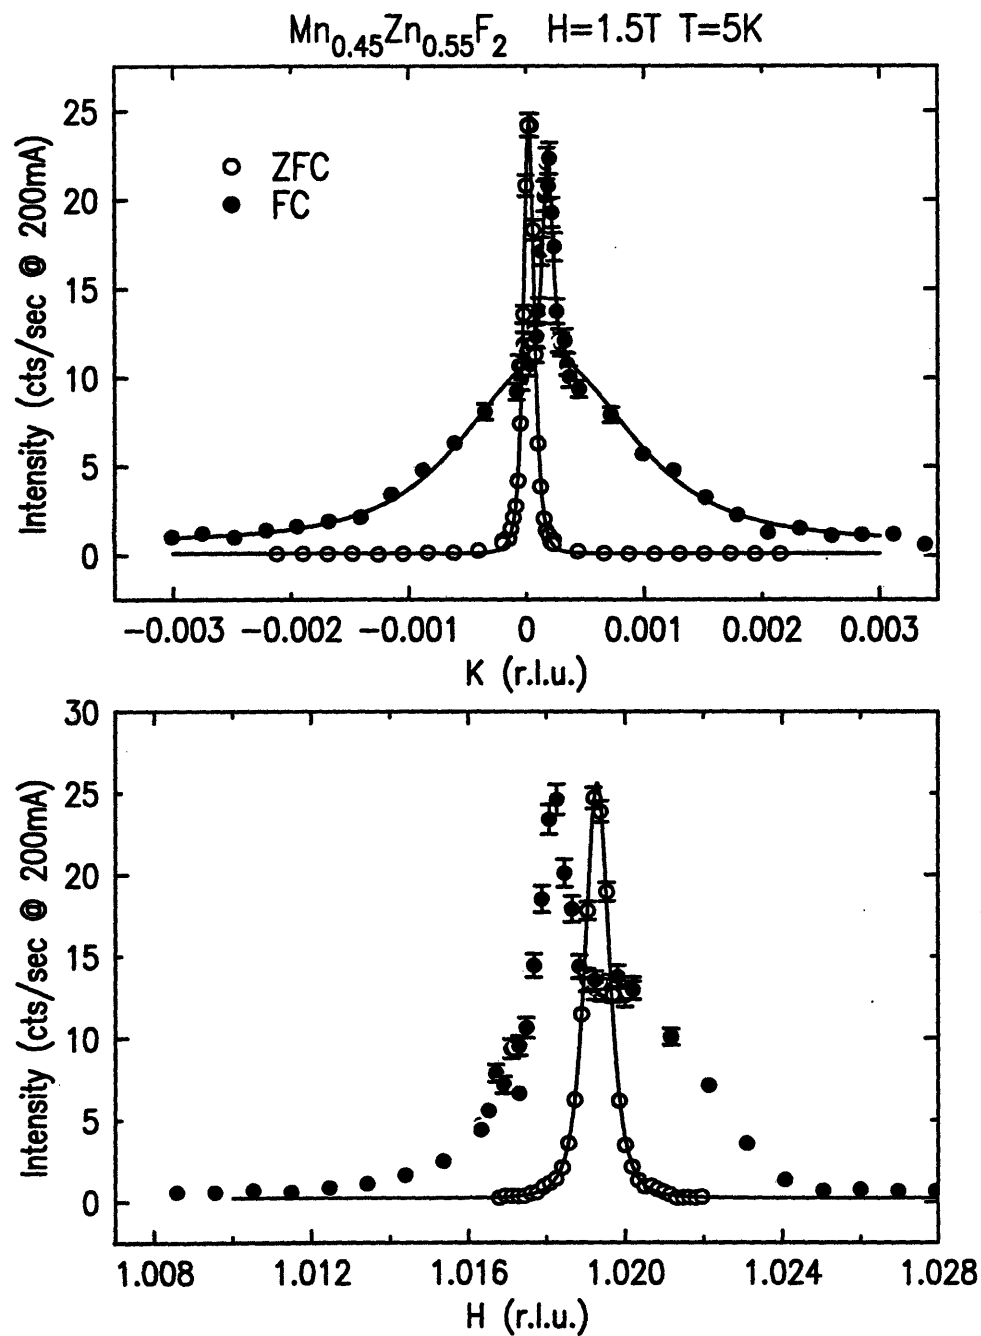 Mn0.45Zn0.55F2 H=1.5T T=5K
25
20
15
10
5
0
Intensity (cts/sec @ 200mA)
ZFC
FC
−0.003 −0.002 −0.001 0 0.001 0.002 0.003
K (r.l.u.)
30
25
20
15
10
5
0
Intensity (cts/sec @ 200mA)
1.008 1.012 1.016 1.020 1.024 1.028
H (r.l.u.)